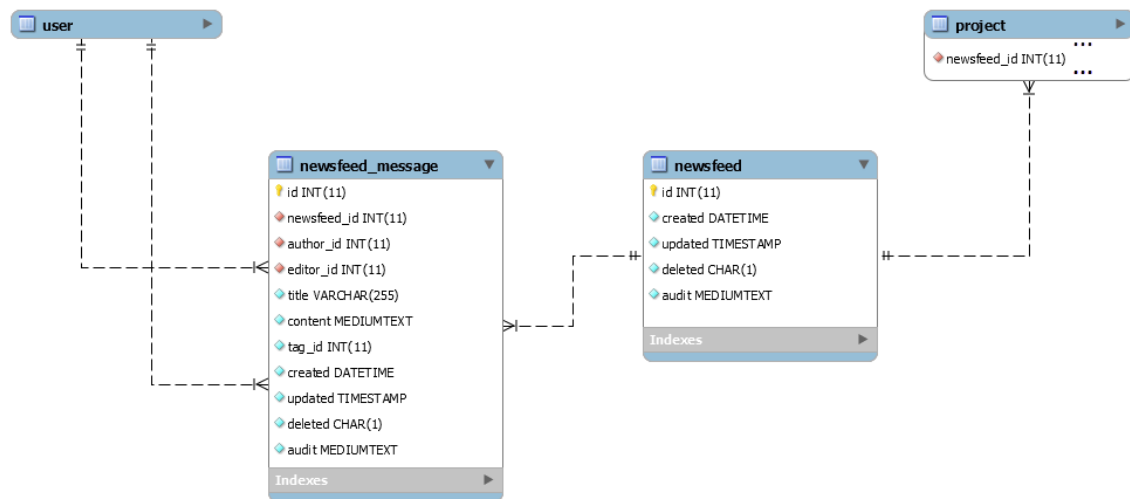 user
project
...
newsfeed_id INT(11)
...
newsfeed_message
id INT(11)
newsfeed_id INT(11)
author_id INT(11)
editor_id INT(11)
title VARCHAR(255)
content MEDIUMTEXT
tag_id INT(11)
created DATETIME
updated TIMESTAMP
deleted CHAR(1)
audit MEDIUMTEXT
Indexes
newsfeed
id INT(11)
created DATETIME
updated TIMESTAMP
deleted CHAR(1)
audit MEDIUMTEXT
Indexes